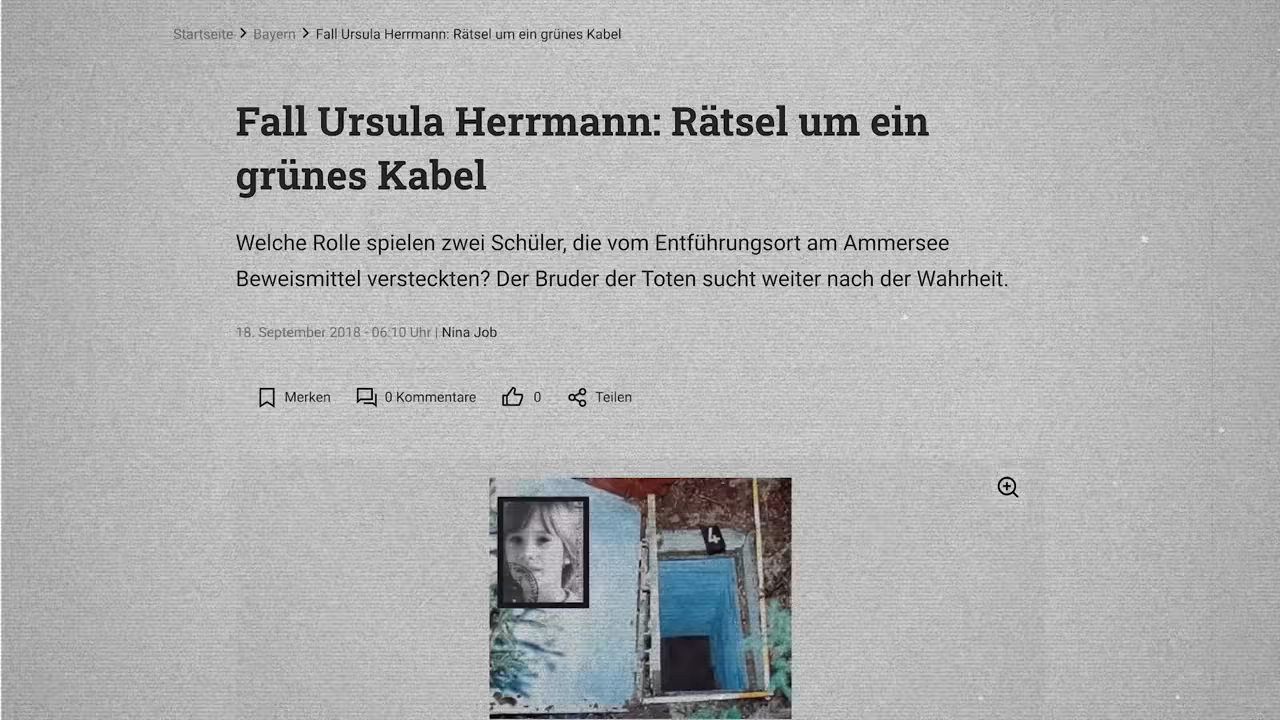 Startseite > Bayern > Fall Ursula Herrmann: Rätsel um ein grünes Kabel
Fall Ursula Herrmann: Rätsel um ein
grünes Kabel
Welche Rolle spielen zwei Schüler, die vom Entführungsort am Ammersee
Beweismittel versteckten? Der Bruder der Toten sucht weiter nach der Wahrheit.
18. September 2018 - 06:10 Uhr | Nina Job
Merken 0 Kommentare 0 Teilen
4